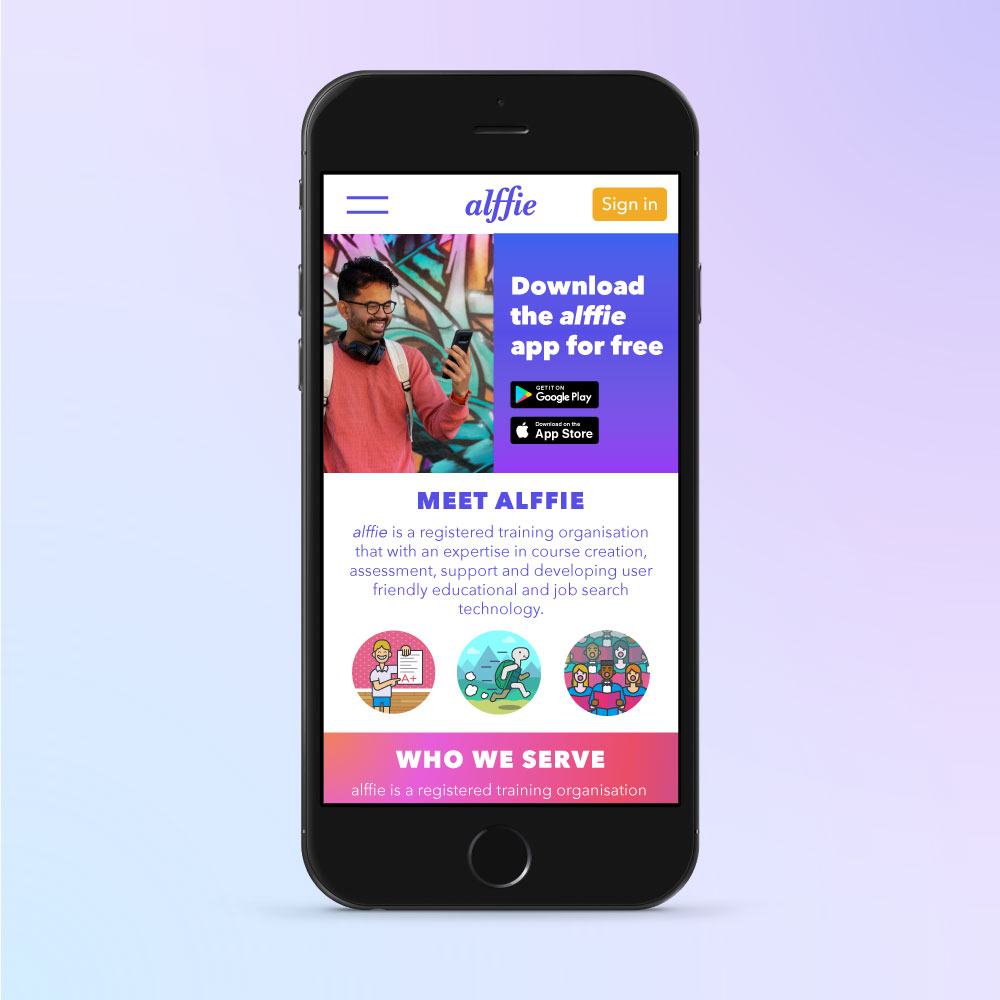 alffie
Sign in
Download
the alffie
app for free
GET IT ON
Google Play
Download on the
App Store
MEET ALFFIE
alffie is a registered training organisation
that with an expertise in course creation,
assessment, support and developing user
friendly educational and job search
technology.
A+
WHO WE SERVE
alffie is a registered training organisation